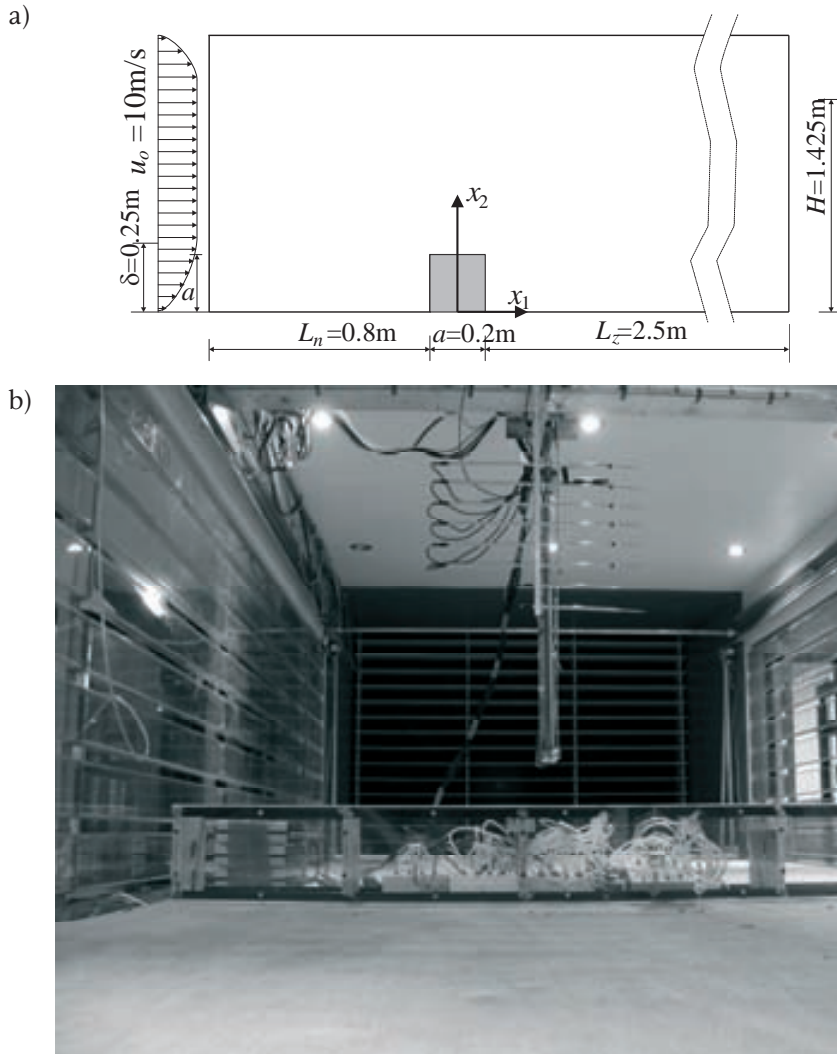 a)
u_o = 10m/s
δ=0.25m
a
x_2
x_1
H=1.425m
L_n=0.8m
a=0.2m
L_z=2.5m
b)